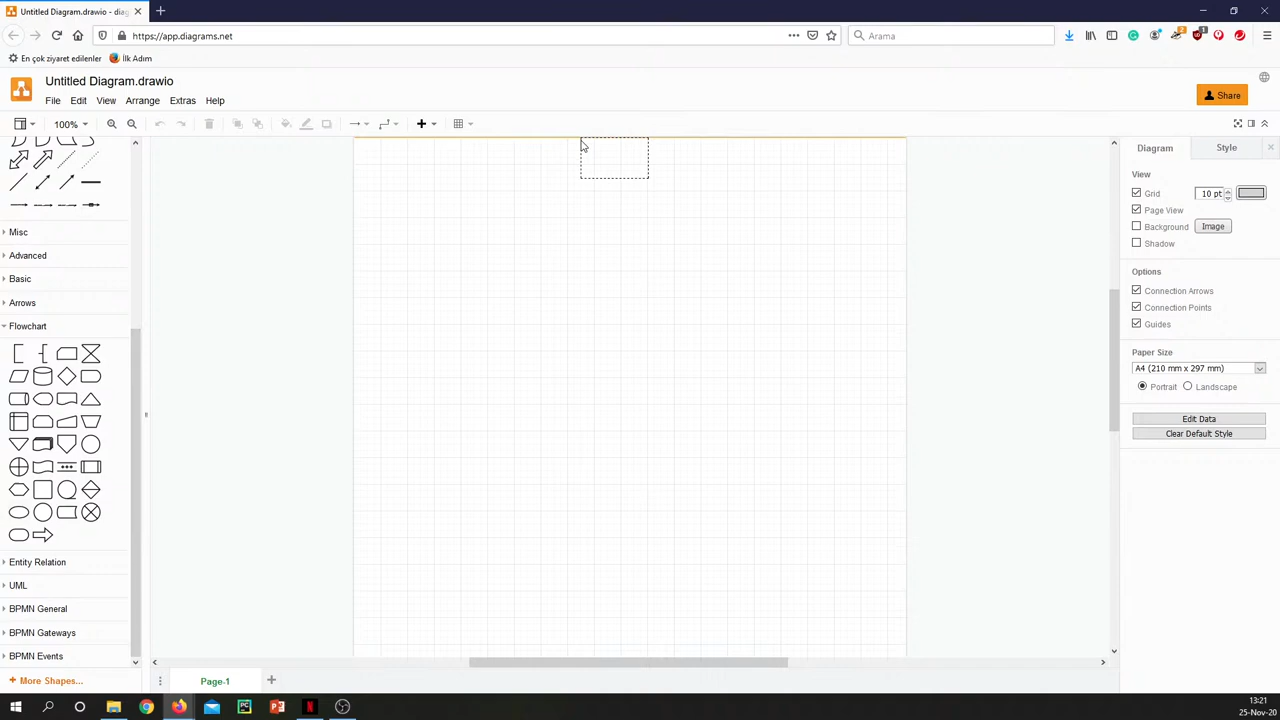 Untitled Diagram.drawio - diag
https://app.diagrams.net
Arama
En çok ziyaret edilenler
İlk Adım
Untitled Diagram.drawio
File Edit View Arrange Extras Help
Share
100%
Diagram
Style
View
Grid
10 pt
Page View
Background
Image
Shadow
Options
Connection Arrows
Connection Points
Guides
Paper Size
A4 (210 mm x 297 mm)
Portrait
Landscape
Edit Data
Clear Default Style
Misc
Advanced
Basic
Arrows
Flowchart
Entity Relation
UML
BPMN General
BPMN Gateways
BPMN Events
+ More Shapes...
Page-1
13:21
25-Nov-20